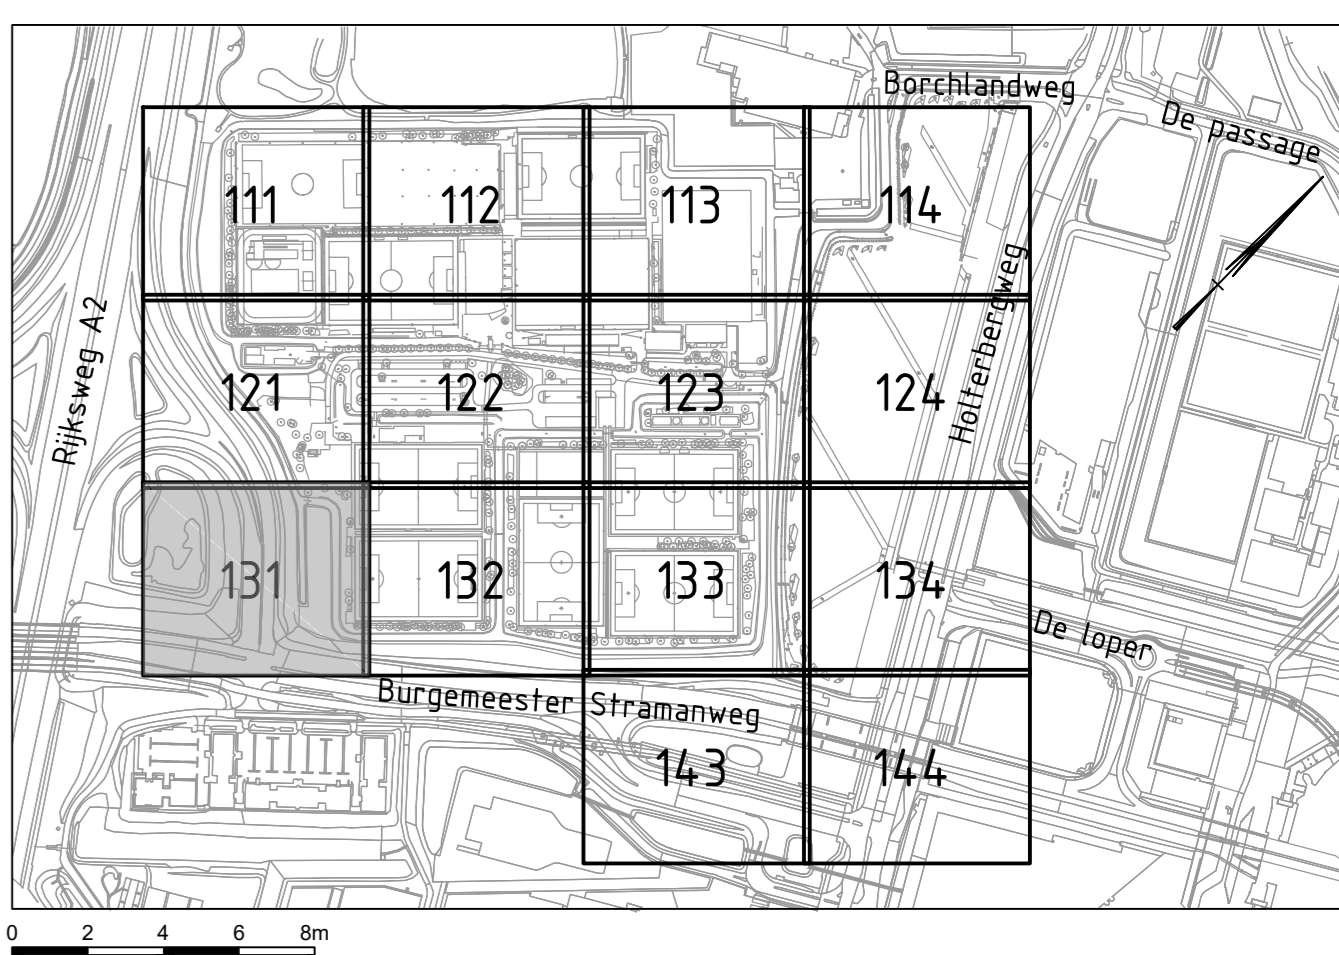 Borchlandweg
De passage
111 112 113 114
Holterbergweg
Rijksweg A2
121 122 123 124
131 132 133 134
De loper
Burgemeester Stramanweg
143 144
0 2 4 6 8m